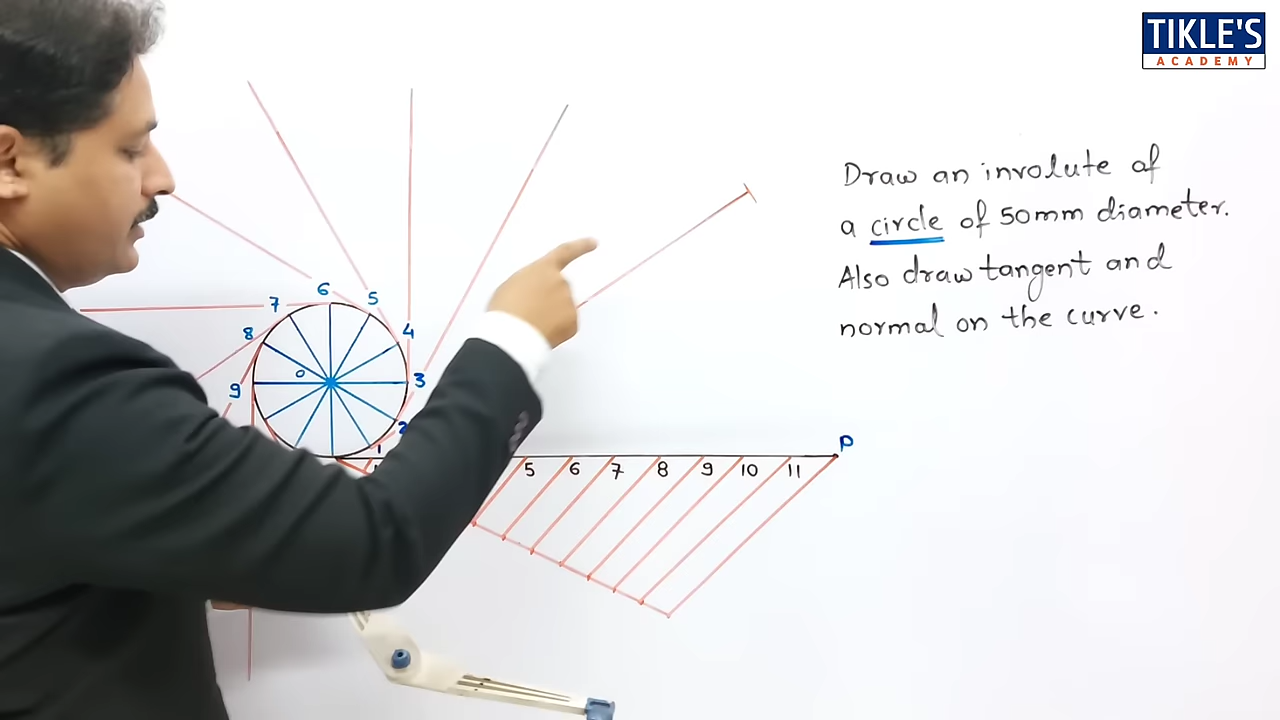 TIKLE'S
ACADEMY
Draw an involute of
a circle of 50mm diameter.
Also draw tangent and
normal on the curve.
6
7
5
8
4
O
9
3
2
1
P
5 6 7 8 9 10 11